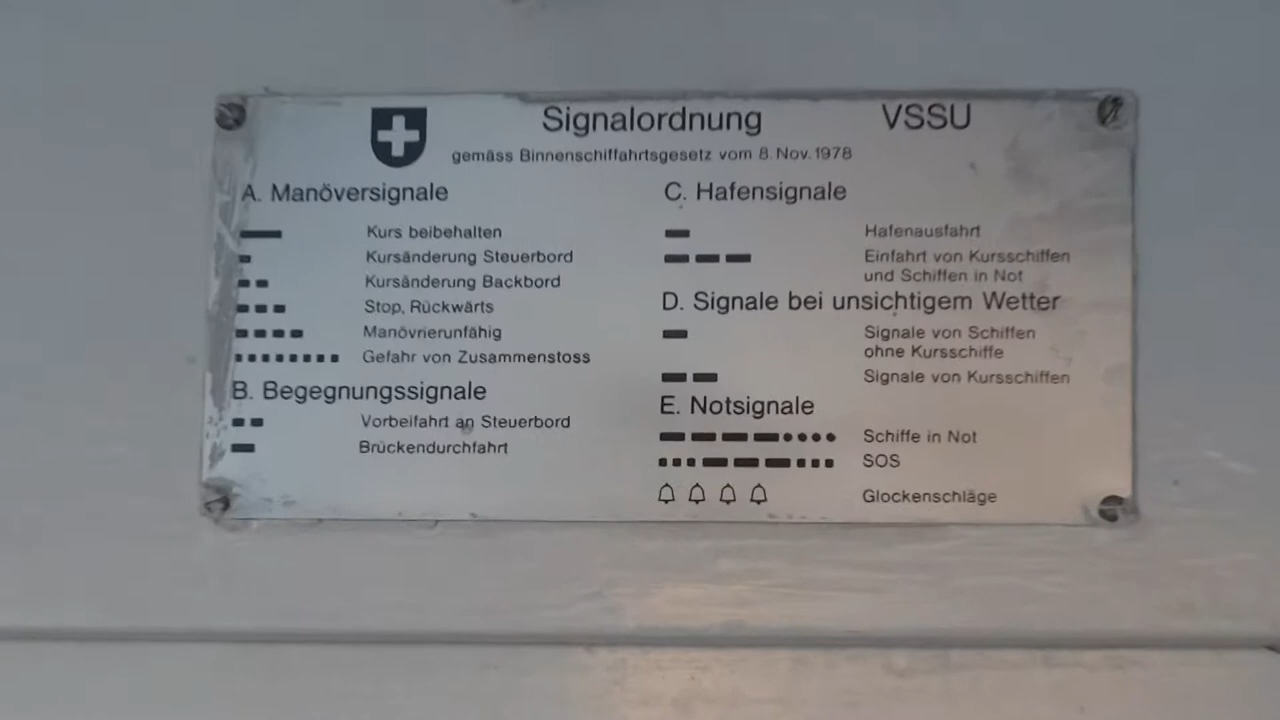 Signalordnung VSSU
gemäss Binnenschiffahrtsgesetz vom 8. Nov. 1978
A. Manöversignale
Kurs beibehalten
Kursänderung Steuerbord
Kursänderung Backbord
Stop, Rückwärts
Manövrierunfähig
Gefahr von Zusammenstoss
B. Begegnungssignale
Vorbeifahrt an Steuerbord
Brückendurchfahrt
C. Hafensignale
Hafenausfahrt
Einfahrt von Kursschiffen
und Schiffen in Not
D. Signale bei unsichtigem Wetter
Signale von Schiffen
ohne Kursschiffe
Signale von Kursschiffen
E. Notsignale
Schiffe in Not
SOS
Glockenschläge